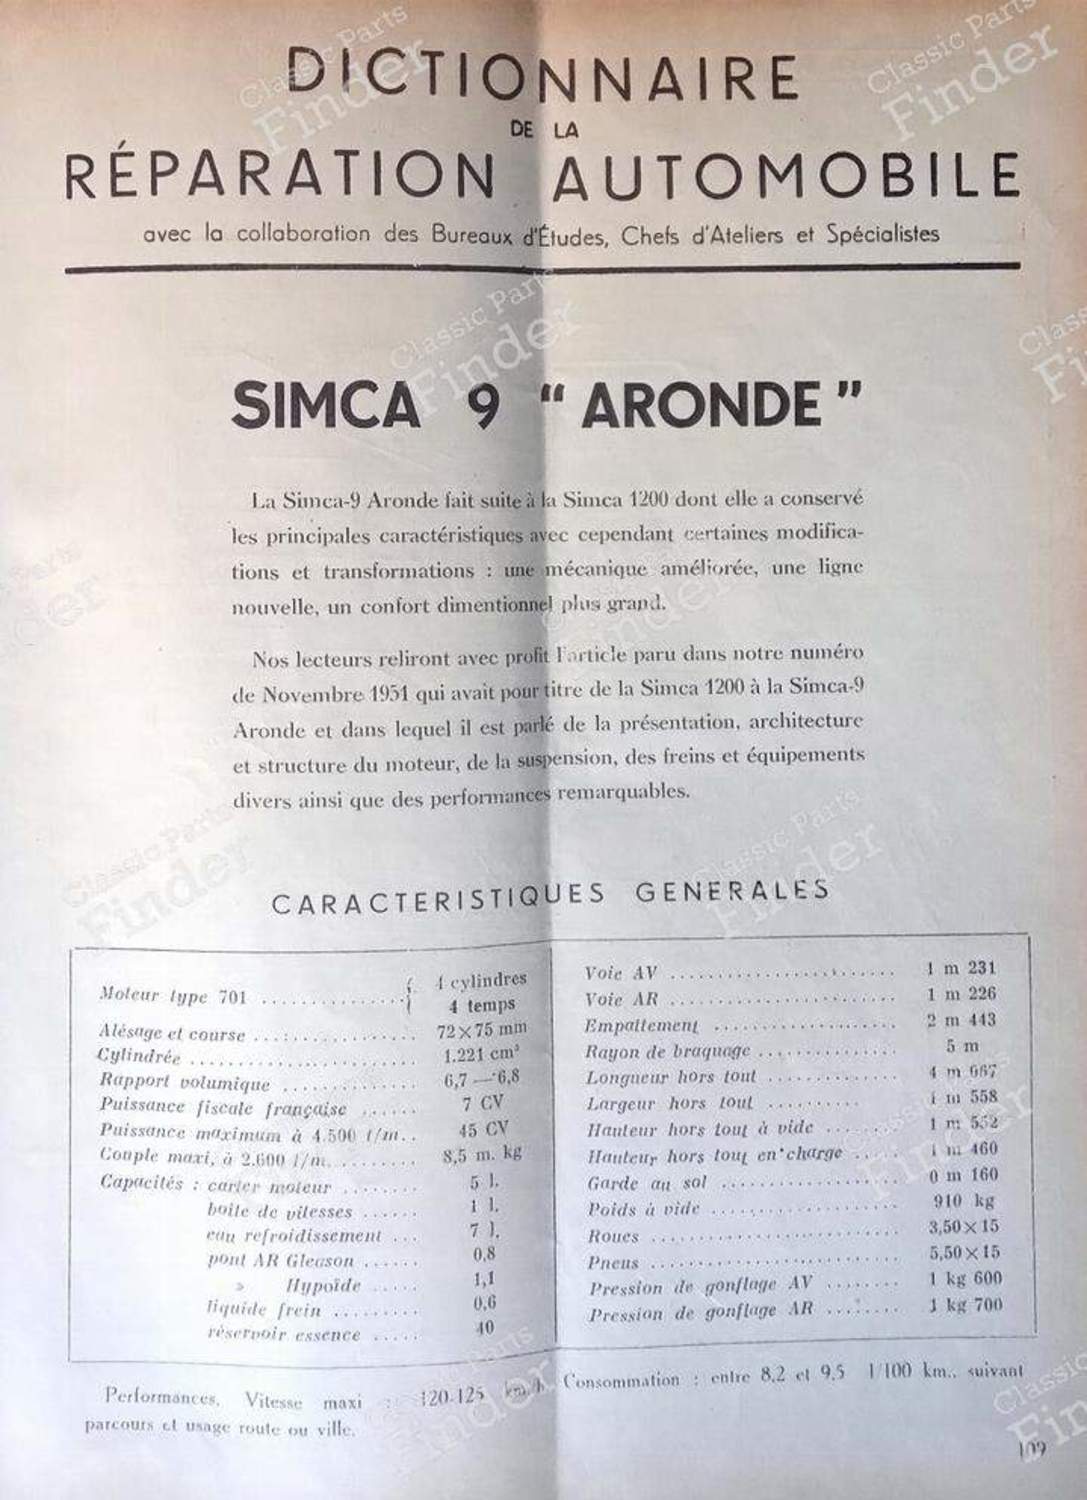 DICTIONNAIRE
DE LA
RÉPARATION AUTOMOBILE
avec la collaboration des Bureaux d'Études, Chefs d'Ateliers et Spécialistes
SIMCA 9 “ ARONDE ”
La Simca-9 Aronde fait suite à la Simca 1200 dont elle a conservé
les principales caractéristiques avec cependant certaines modifica-
tions et transformations : une mécanique améliorée, une ligne
nouvelle, un confort dimentionnel plus grand.
Nos lecteurs reliront avec profit l'article paru dans notre numéro
de Novembre 1951 qui avait pour titre de la Simca 1200 à la Simca-9
Aronde et dans lequel il est parlé de la présentation, architecture
et structure du moteur, de la suspension, des freins et équipements
divers ainsi que des performances remarquables.
CARACTERISTIQUES GENERALES
Moteur type 701 ................ { 4 cylindres
4 temps
Alésage et course .................. 72×75 mm
Cylindrée ........................ 1.221 cm³
Rapport volumique .............. 6,7 — 6,8
Puissance fiscale française ...... 7 CV
Puissance maximum à 4.500 t/m.. 45 CV
Couple maxi, à 2.600 t/m. ........ 8,5 m. kg
Capacités : carter moteur ........ 5 l.
boîte de vitesses ...... 1 l.
eau refroidissement ... 7 l.
pont AR Gleason ...... 0,8
» Hypoïde ..... 1,1
liquide frein ......... 0,6
réservoir essence ..... 40
Voie AV ........................ 1 m 231
Voie AR ........................ 1 m 226
Empattement .................... 2 m 443
Rayon de braquage ............... 5 m
Longueur hors tout .............. 4 m 067
Largeur hors tout .......... 1 m 558
Hauteur hors tout à vide ........ 1 m 552
Hauteur hors tout en charge ..... 1 m 460
Garde au sol ................... 0 m 160
Poids à vide .................... 910 kg
Roues ........................... 3,50×15
Pneus ........................... 5,50×15
Pression de gonflage AV ........ 1 kg 600
Pression de gonflage AR ........ 1 kg 700
Performances. Vitesse maxi : 120-125 km/h. Consommation : entre 8,2 et 9,5 l/100 km., suivant
parcours et usage route ou ville.
109
Classic Parts
Finder